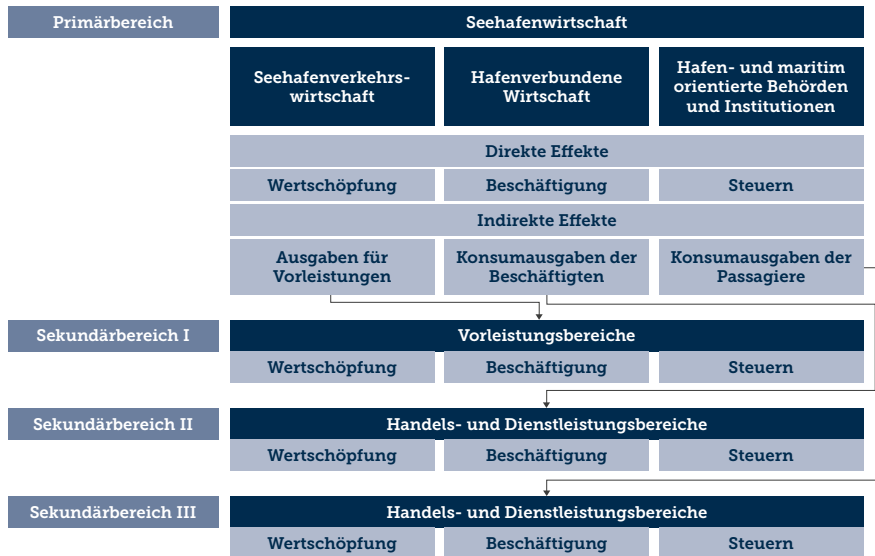 Primärbereich
Seehafenwirtschaft
Seehafenverkehrs-
wirtschaft
Hafenverbundene
Wirtschaft
Hafen- und maritim
orientierte Behörden
und Institutionen
Direkte Effekte
Wertschöpfung
Beschäftigung
Steuern
Indirekte Effekte
Ausgaben für
Vorleistungen
Konsumausgaben der
Beschäftigten
Konsumausgaben der
Passagiere
Sekundärbereich I
Vorleistungsbereiche
Wertschöpfung
Beschäftigung
Steuern
Sekundärbereich II
Handels- und Dienstleistungsbereiche
Wertschöpfung
Beschäftigung
Steuern
Sekundärbereich III
Handels- und Dienstleistungsbereiche
Wertschöpfung
Beschäftigung
Steuern